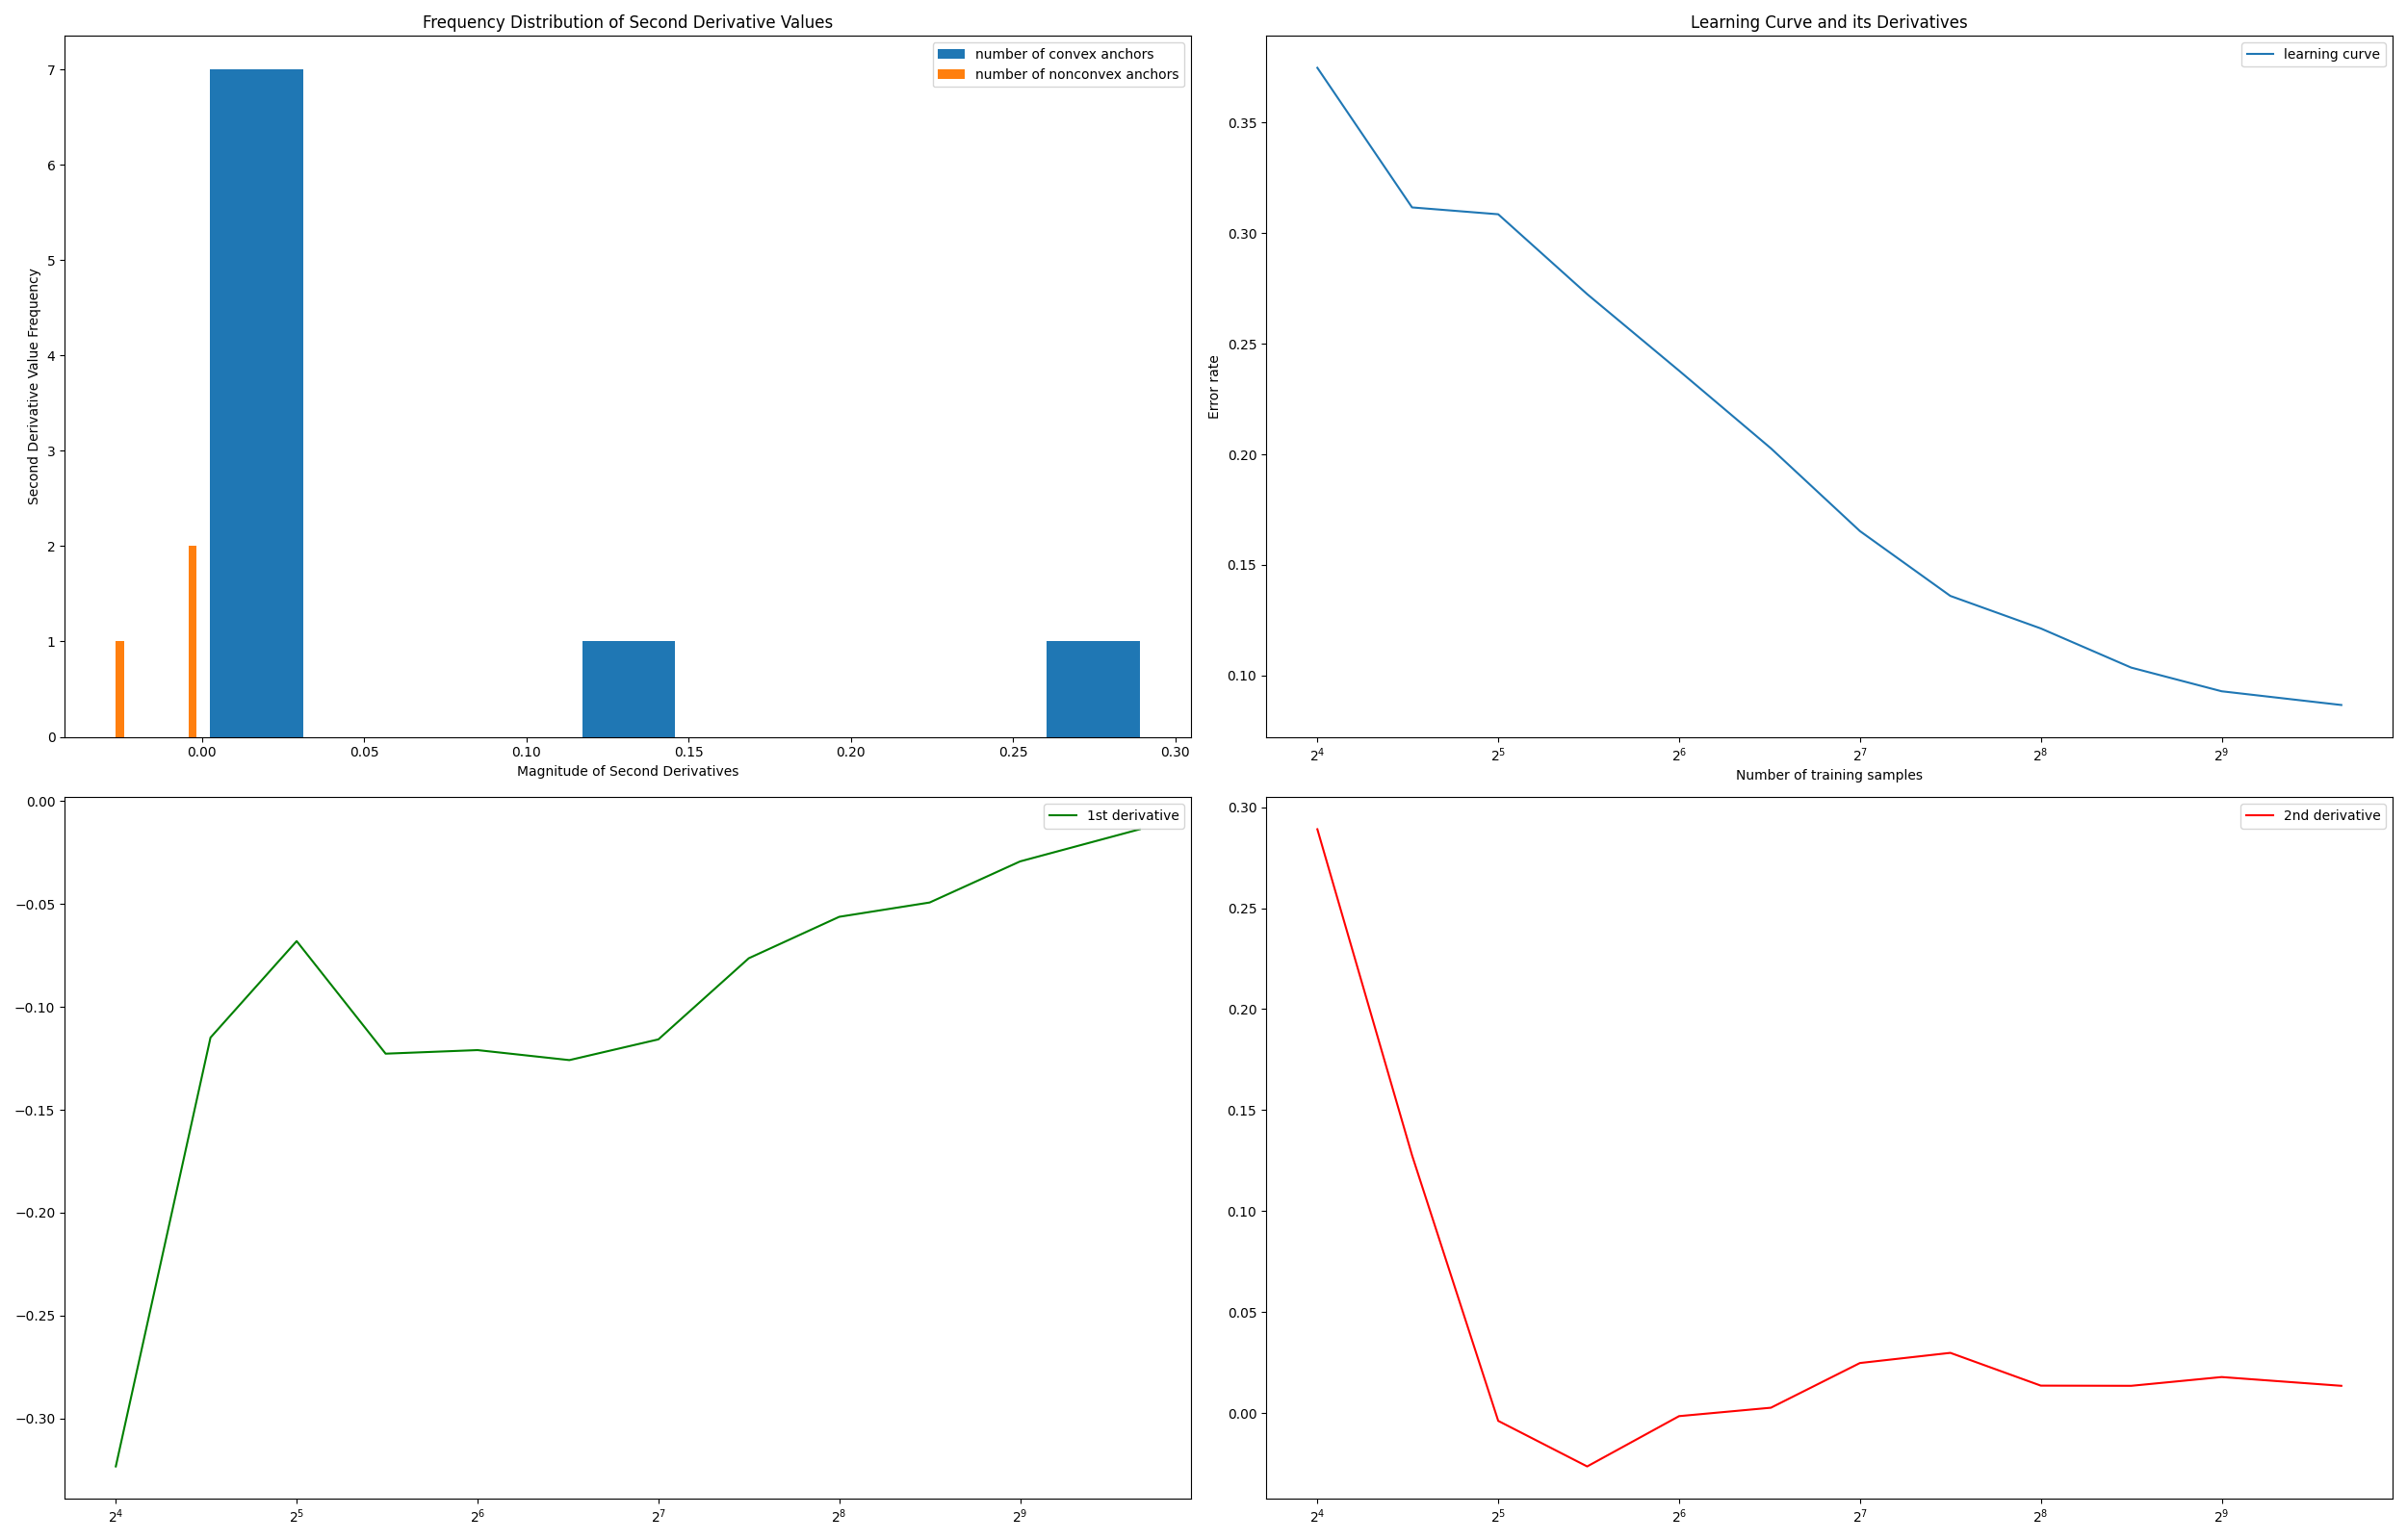 Frequency Distribution of Second Derivative Values
number of convex anchors
number of nonconvex anchors
7
6
5
4
3
2
1
0
Second Derivative Value Frequency
0.00 0.05 0.10 0.15 0.20 0.25 0.30
Magnitude of Second Derivatives
Learning Curve and its Derivatives
learning curve
0.35
0.30
0.25
0.20
0.15
0.10
Error rate
2⁴ 2⁵ 2⁶ 2⁷ 2⁸ 2⁹
Number of training samples
1st derivative
0.00
−0.05
−0.10
−0.15
−0.20
−0.25
−0.30
2⁴ 2⁵ 2⁶ 2⁷ 2⁸ 2⁹
2nd derivative
0.30
0.25
0.20
0.15
0.10
0.05
0.00
2⁴ 2⁵ 2⁶ 2⁷ 2⁸ 2⁹